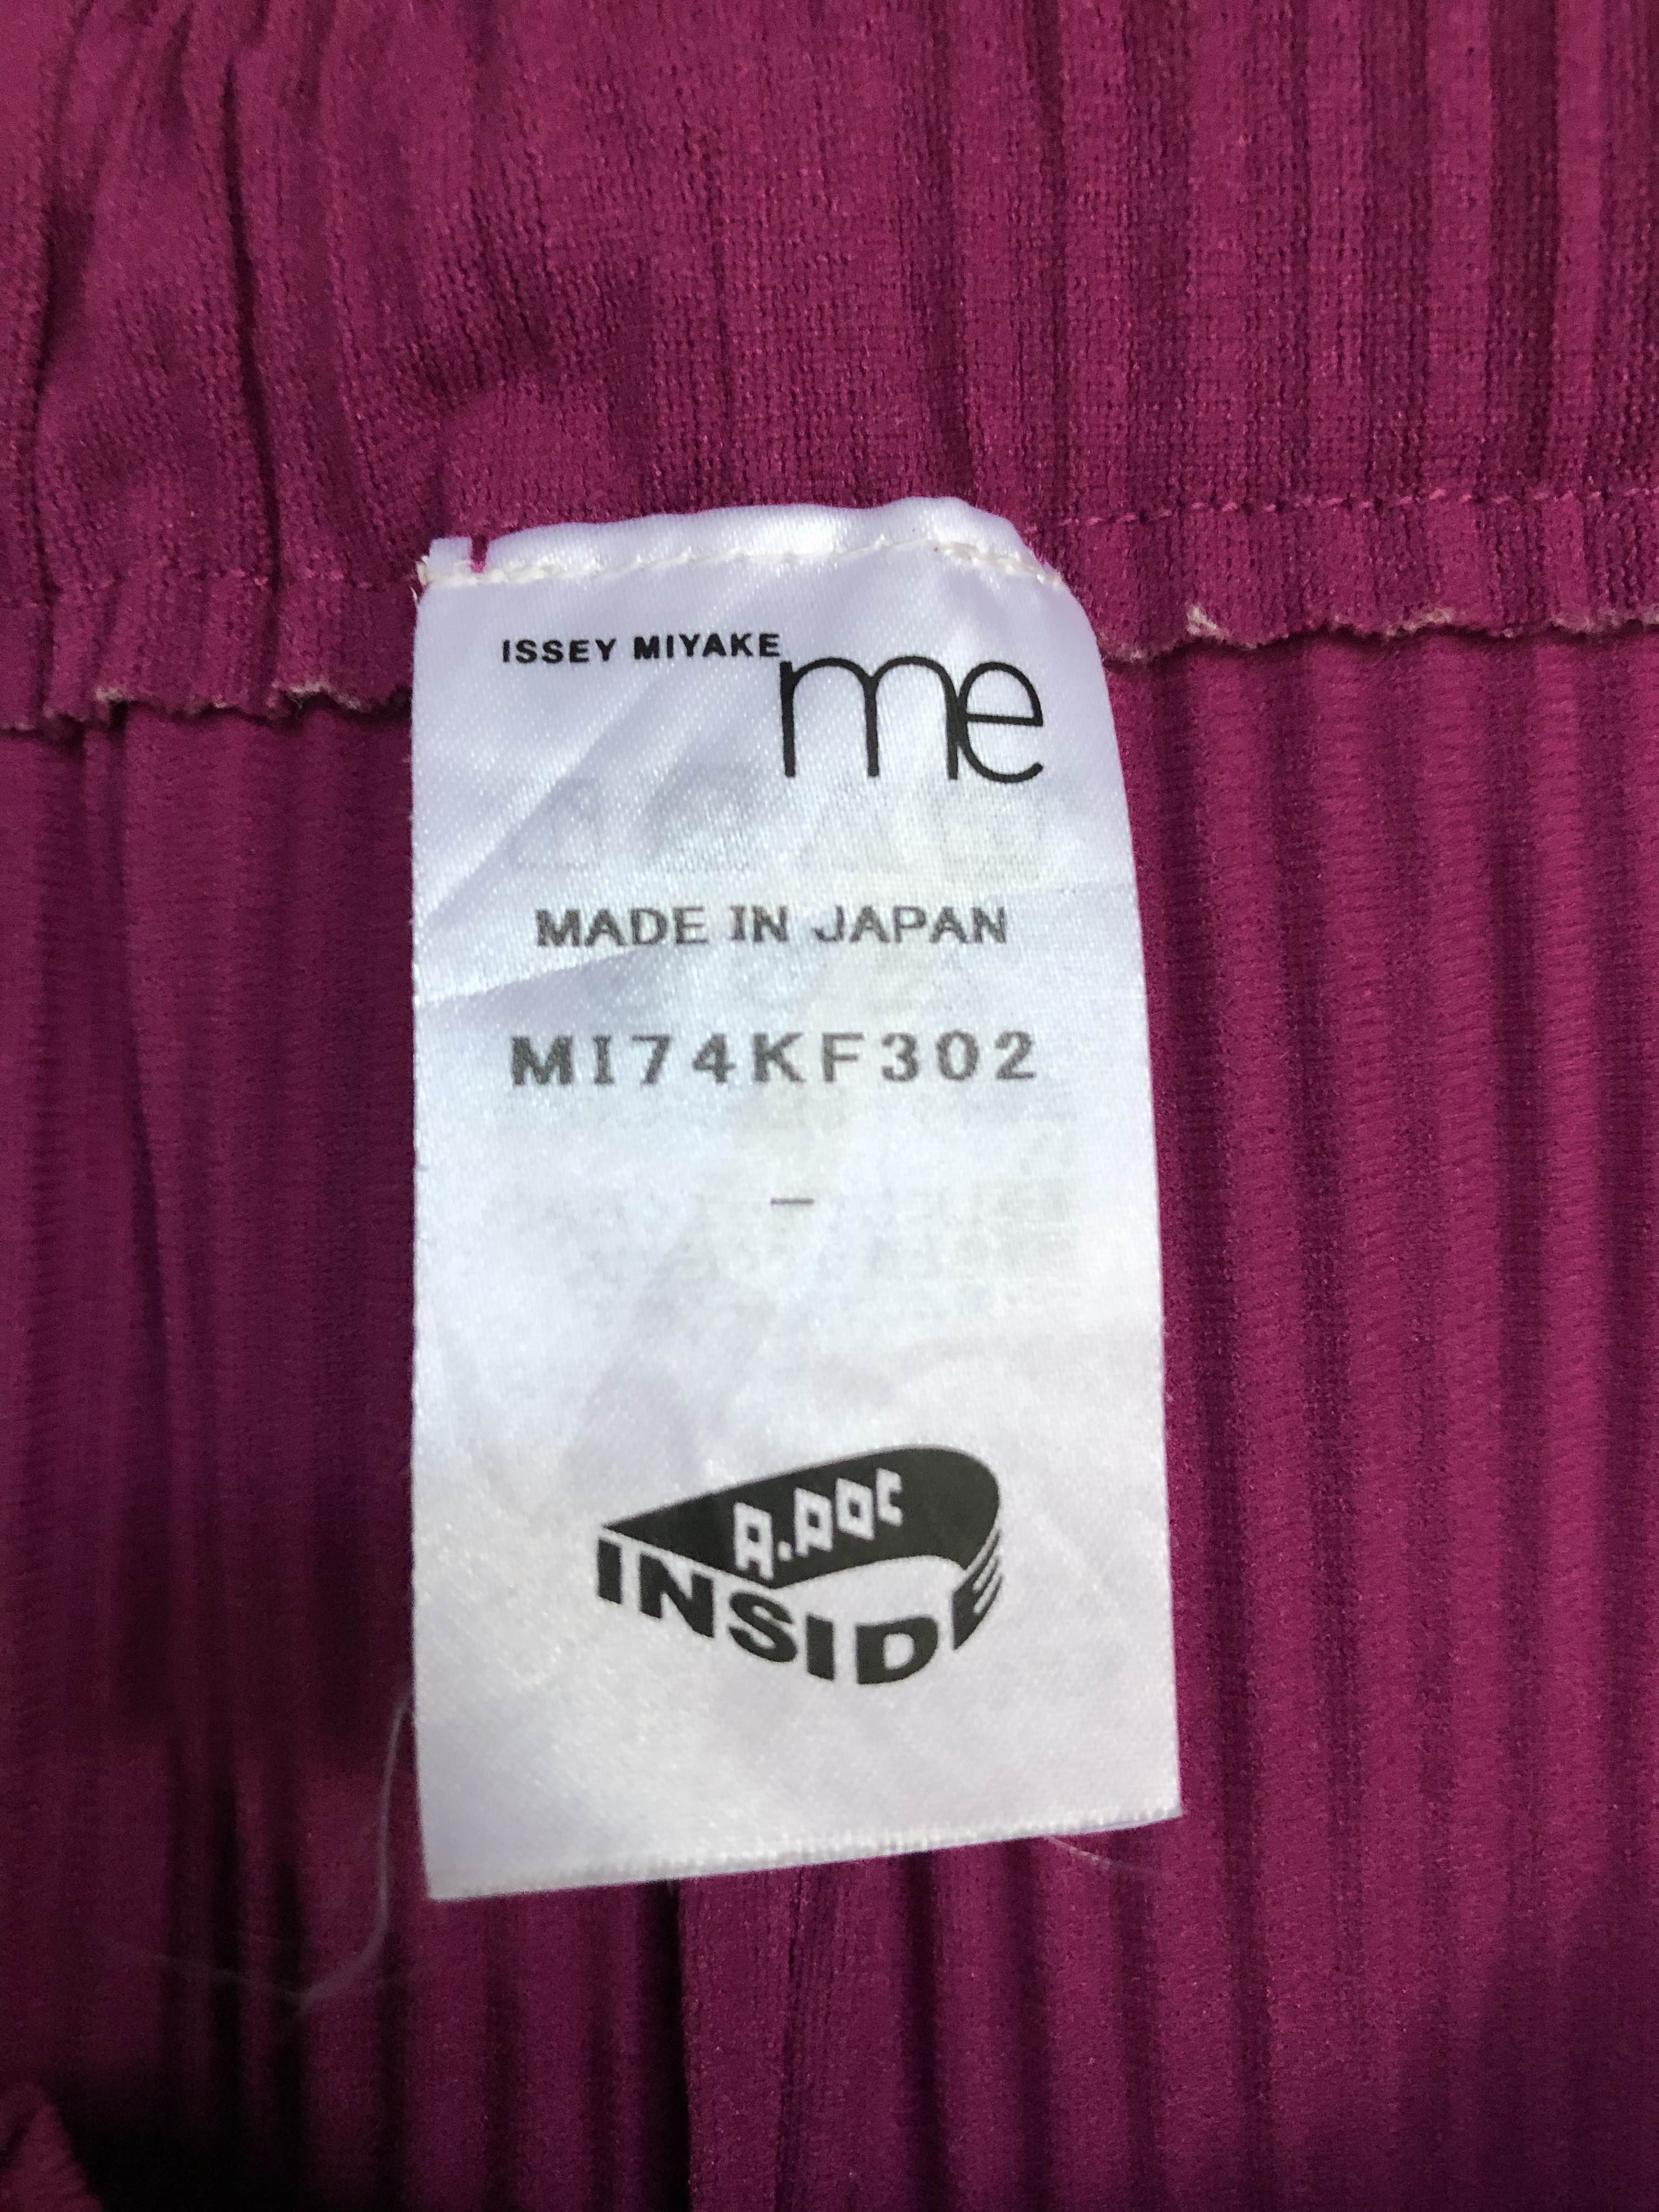 ISSEY MIYAKE
me
MADE IN JAPAN
MI74KF302
–
A.POC
INSIDE